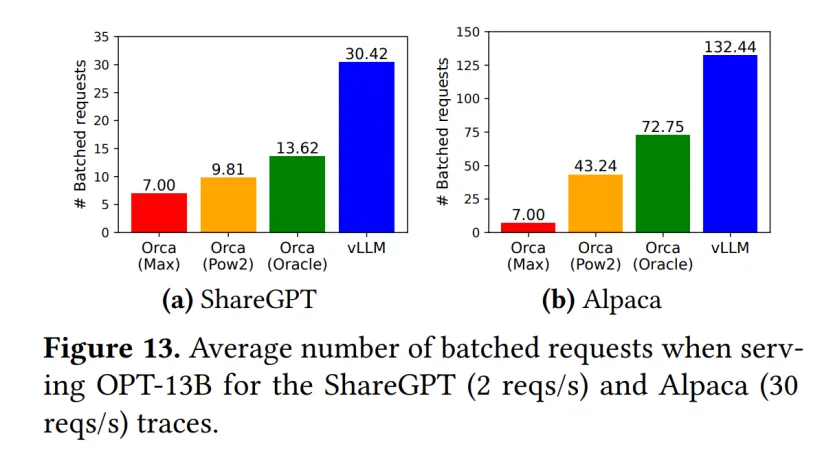 # Batched requests
35
30
25
20
15
10
5
0
7.00
9.81
13.62
30.42
Orca (Max)
Orca (Pow2)
Orca (Oracle)
vLLM
(a) ShareGPT
# Batched requests
150
125
100
75
50
25
0
7.00
43.24
72.75
132.44
Orca (Max)
Orca (Pow2)
Orca (Oracle)
vLLM
(b) Alpaca
Figure 13. Average number of batched requests when serv-
ing OPT-13B for the ShareGPT (2 reqs/s) and Alpaca (30
reqs/s) traces.